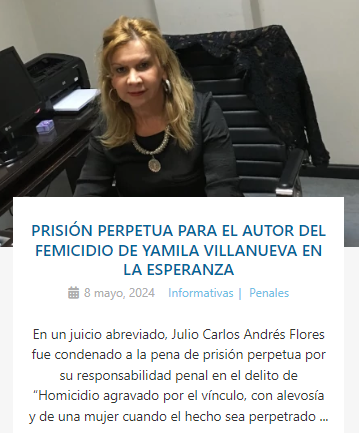 PRISIÓN PERPETUA PARA EL AUTOR DEL
FEMICIDIO DE YAMILA VILLANUEVA EN
LA ESPERANZA
8 mayo, 2024 Informativas | Penales
En un juicio abreviado, Julio Carlos Andrés Flores
fue condenado a la pena de prisión perpetua por
su responsabilidad penal en el delito de
“Homicidio agravado por el vínculo, con alevosía
y de una mujer cuando el hecho sea perpetrado ...